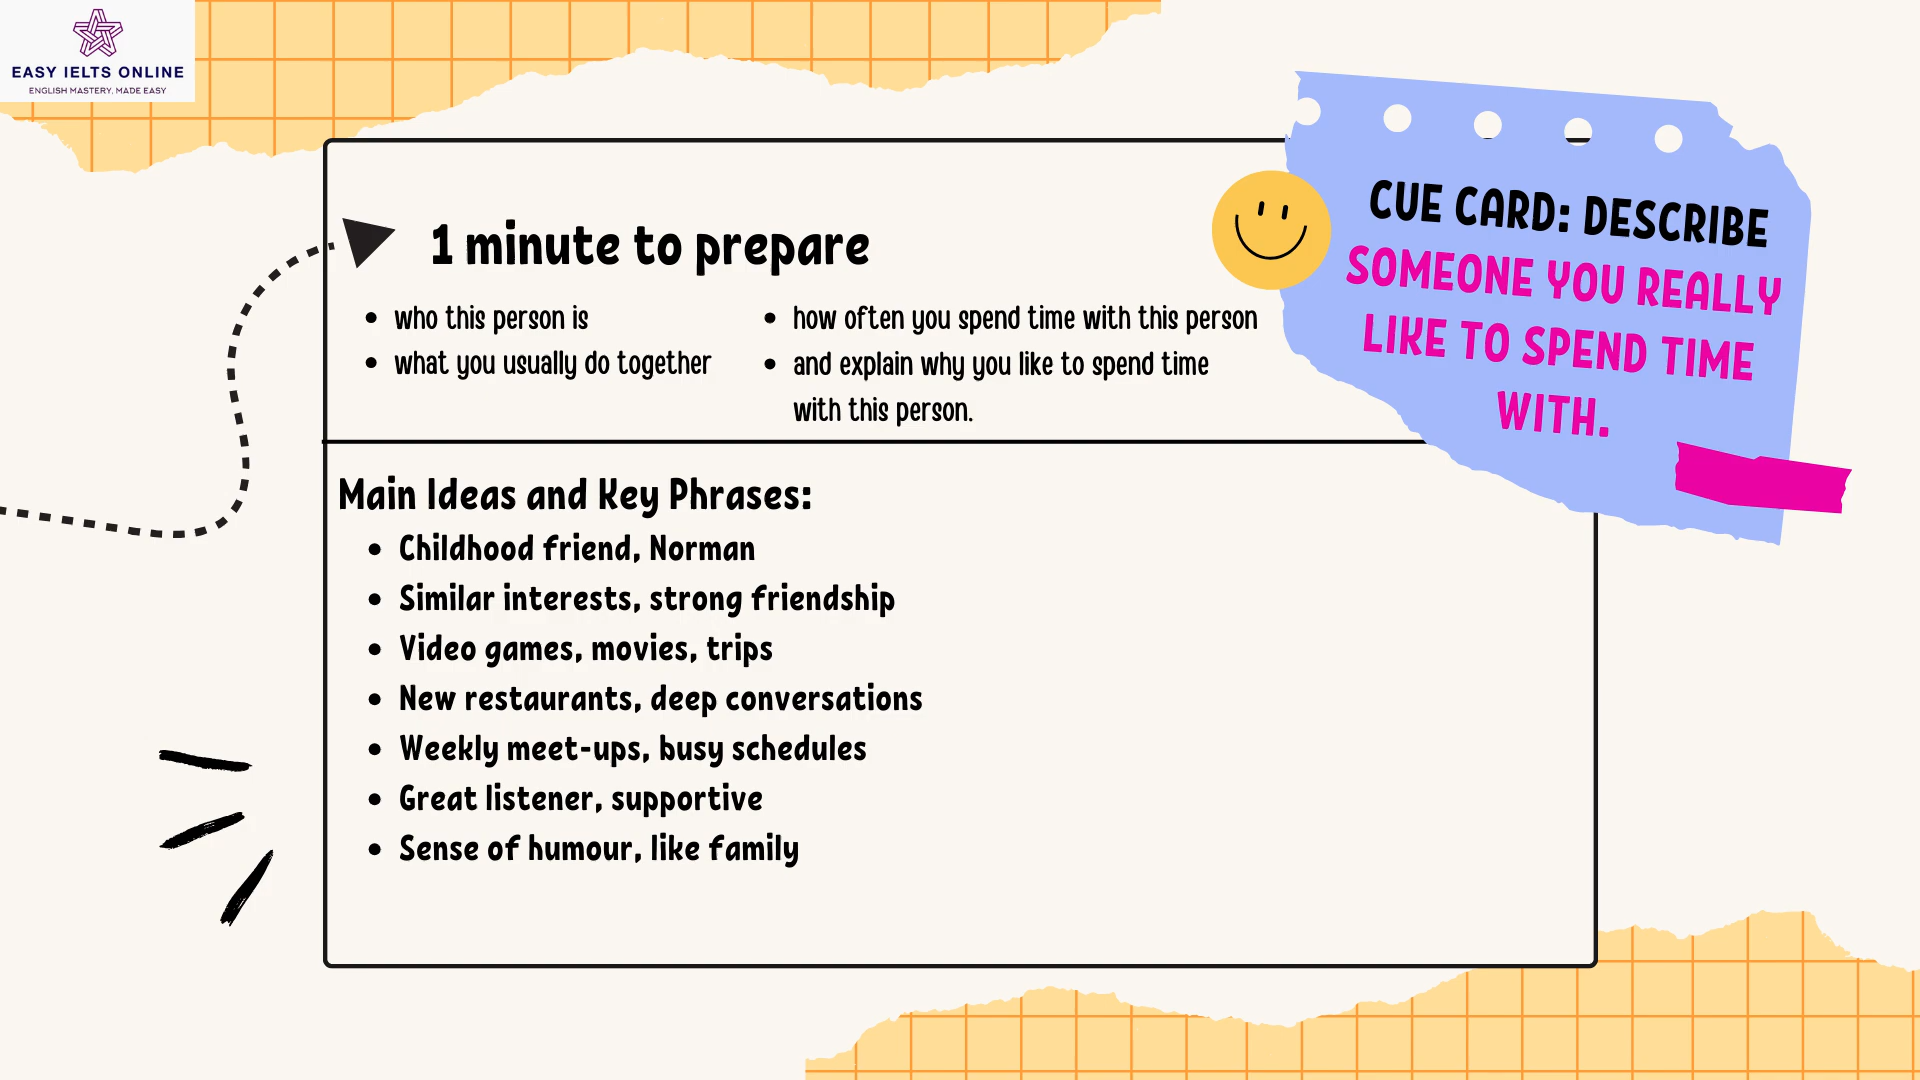 EASY IELTS ONLINE
ENGLISH MASTERY, MADE EASY
CUE CARD: DESCRIBE
SOMEONE YOU REALLY
LIKE TO SPEND TIME
WITH.
1 minute to prepare
• who this person is
• what you usually do together
• how often you spend time with this person
• and explain why you like to spend time
with this person.
Main Ideas and Key Phrases:
• Childhood friend, Norman
• Similar interests, strong friendship
• Video games, movies, trips
• New restaurants, deep conversations
• Weekly meet-ups, busy schedules
• Great listener, supportive
• Sense of humour, like family